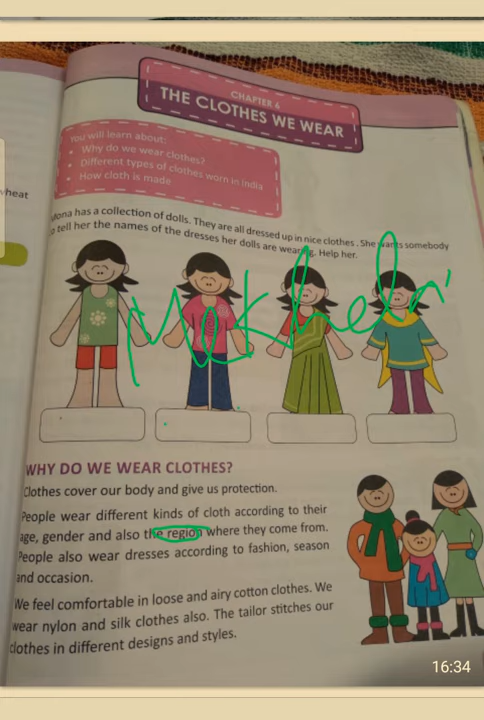 wheat
CHAPTER 6
THE CLOTHES WE WEAR
You will learn about:
• Why do we wear clothes?
• Different types of clothes worn in India
• How cloth is made
Mona has a collection of dolls. They are all dressed up in nice clothes. She wants somebody
to tell her the names of the dresses her dolls are wearing. Help her.
Mekhela
WHY DO WE WEAR CLOTHES?
Clothes cover our body and give us protection.
People wear different kinds of cloth according to their
age, gender and also the region where they come from.
People also wear dresses according to fashion, season
and occasion.
We feel comfortable in loose and airy cotton clothes. We
wear nylon and silk clothes also. The tailor stitches our
clothes in different designs and styles.
16:34